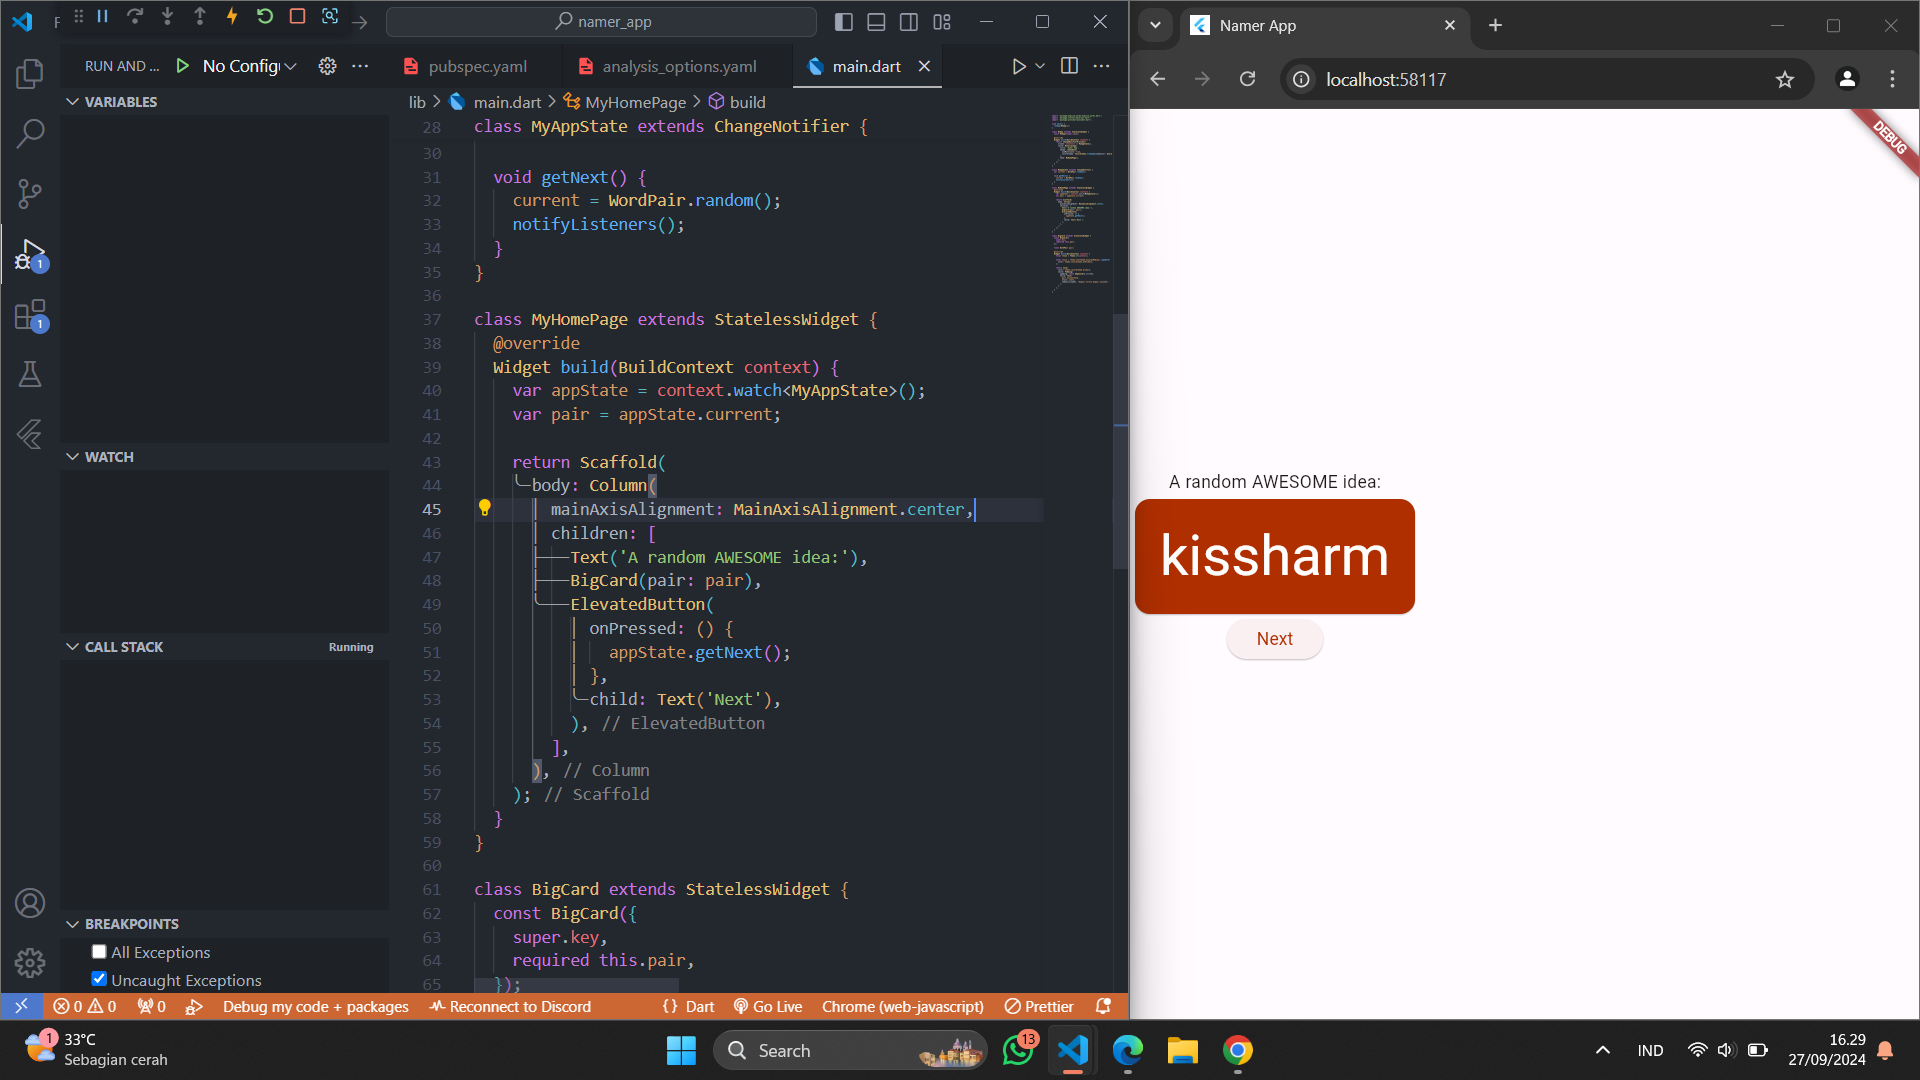 F
namer_app
RUN AND ...
No Config
pubspec.yaml
analysis_options.yaml
main.dart
lib > main.dart > MyHomePage > build
VARIABLES
WATCH
CALL STACK
Running
BREAKPOINTS
All Exceptions
Uncaught Exceptions
1
1
28 class MyAppState extends ChangeNotifier {
30
31 void getNext() {
32 current = WordPair.random();
33 notifyListeners();
34 }
35 }
36
37 class MyHomePage extends StatelessWidget {
38 @override
39 Widget build(BuildContext context) {
40 var appState = context.watch<MyAppState>();
41 var pair = appState.current;
42
43 return Scaffold(
44 body: Column(
45 mainAxisAlignment: MainAxisAlignment.center,
46 children: [
47 Text('A random AWESOME idea:'),
48 BigCard(pair: pair),
49 ElevatedButton(
50 onPressed: () {
51 appState.getNext();
52 },
53 child: Text('Next'),
54 ), // ElevatedButton
55 ],
56 ), // Column
57 ); // Scaffold
58 }
59 }
60
61 class BigCard extends StatelessWidget {
62 const BigCard({
63 super.key,
64 required this.pair,
65 });
0 0 0 Debug my code + packages Reconnect to Discord {} Dart Go Live Chrome (web-javascript) Prettier
Namer App
localhost:58117
DEBUG
A random AWESOME idea:
kissharm
Next
1
33°C
Sebagian cerah
Search
13
IND
16.29
27/09/2024